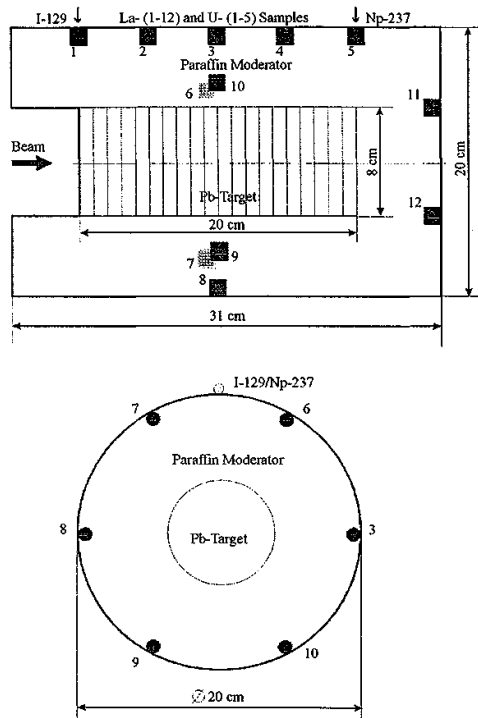 I-129 La- (1-12) and U- (1-5) Samples Np-237
1 2 3 4 5
Paraffin Moderator
6 10
11
Beam
8 cm
20 cm
Pb-Target
12
20 cm
7 9
8
31 cm
I-129/Np-237
7 6
Paraffin Moderator
8 3
Pb-Target
9 10
∅ 20 cm